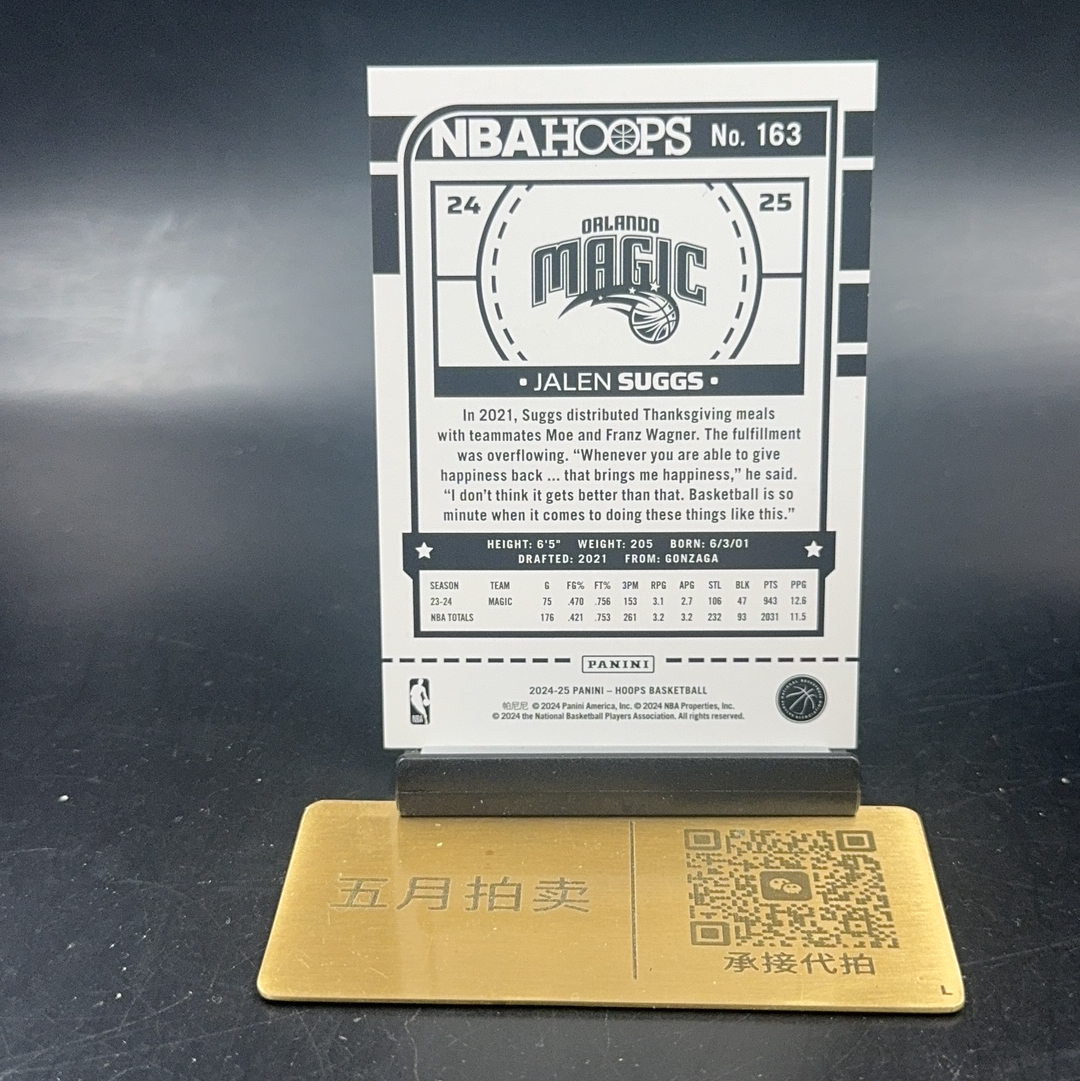 NBA HOOPS No. 163
24 25
ORLANDO
MAGIC
• JALEN SUGGS •
In 2021, Suggs distributed Thanksgiving meals
with teammates Moe and Franz Wagner. The fulfillment
was overflowing. “Whenever you are able to give
happiness back ... that brings me happiness,” he said.
“I don’t think it gets better than that. Basketball is so
minute when it comes to doing these things like this.”
HEIGHT: 6'5" WEIGHT: 205 BORN: 6/3/01
DRAFTED: 2021 FROM: GONZAGA
SEASON TEAM G FG% FT% 3PM RPG APG STL BLK PTS PPG
23-24 MAGIC 75 .470 .756 153 3.1 2.7 106 47 943 12.6
NBA TOTALS 176 .421 .753 261 3.2 3.2 232 93 2031 11.5
PANINI
2024-25 PANINI – HOOPS BASKETBALL
帕尼尼 © 2024 Panini America, Inc. © 2024 NBA Properties, Inc.
© 2024 the National Basketball Players Association. All rights reserved.
NBA
五月拍卖
承接代拍
L